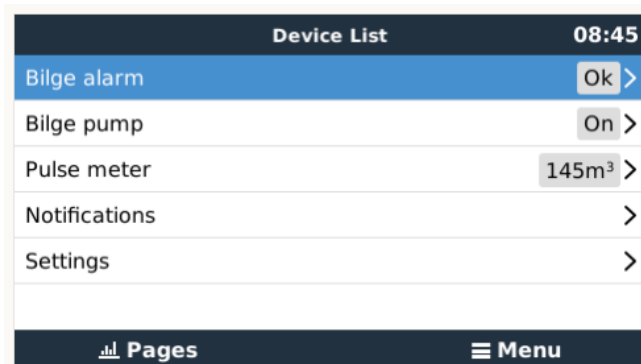 Device List 08:45
Bilge alarm Ok
Bilge pump On
Pulse meter 145m³
Notifications
Settings
Pages Menu